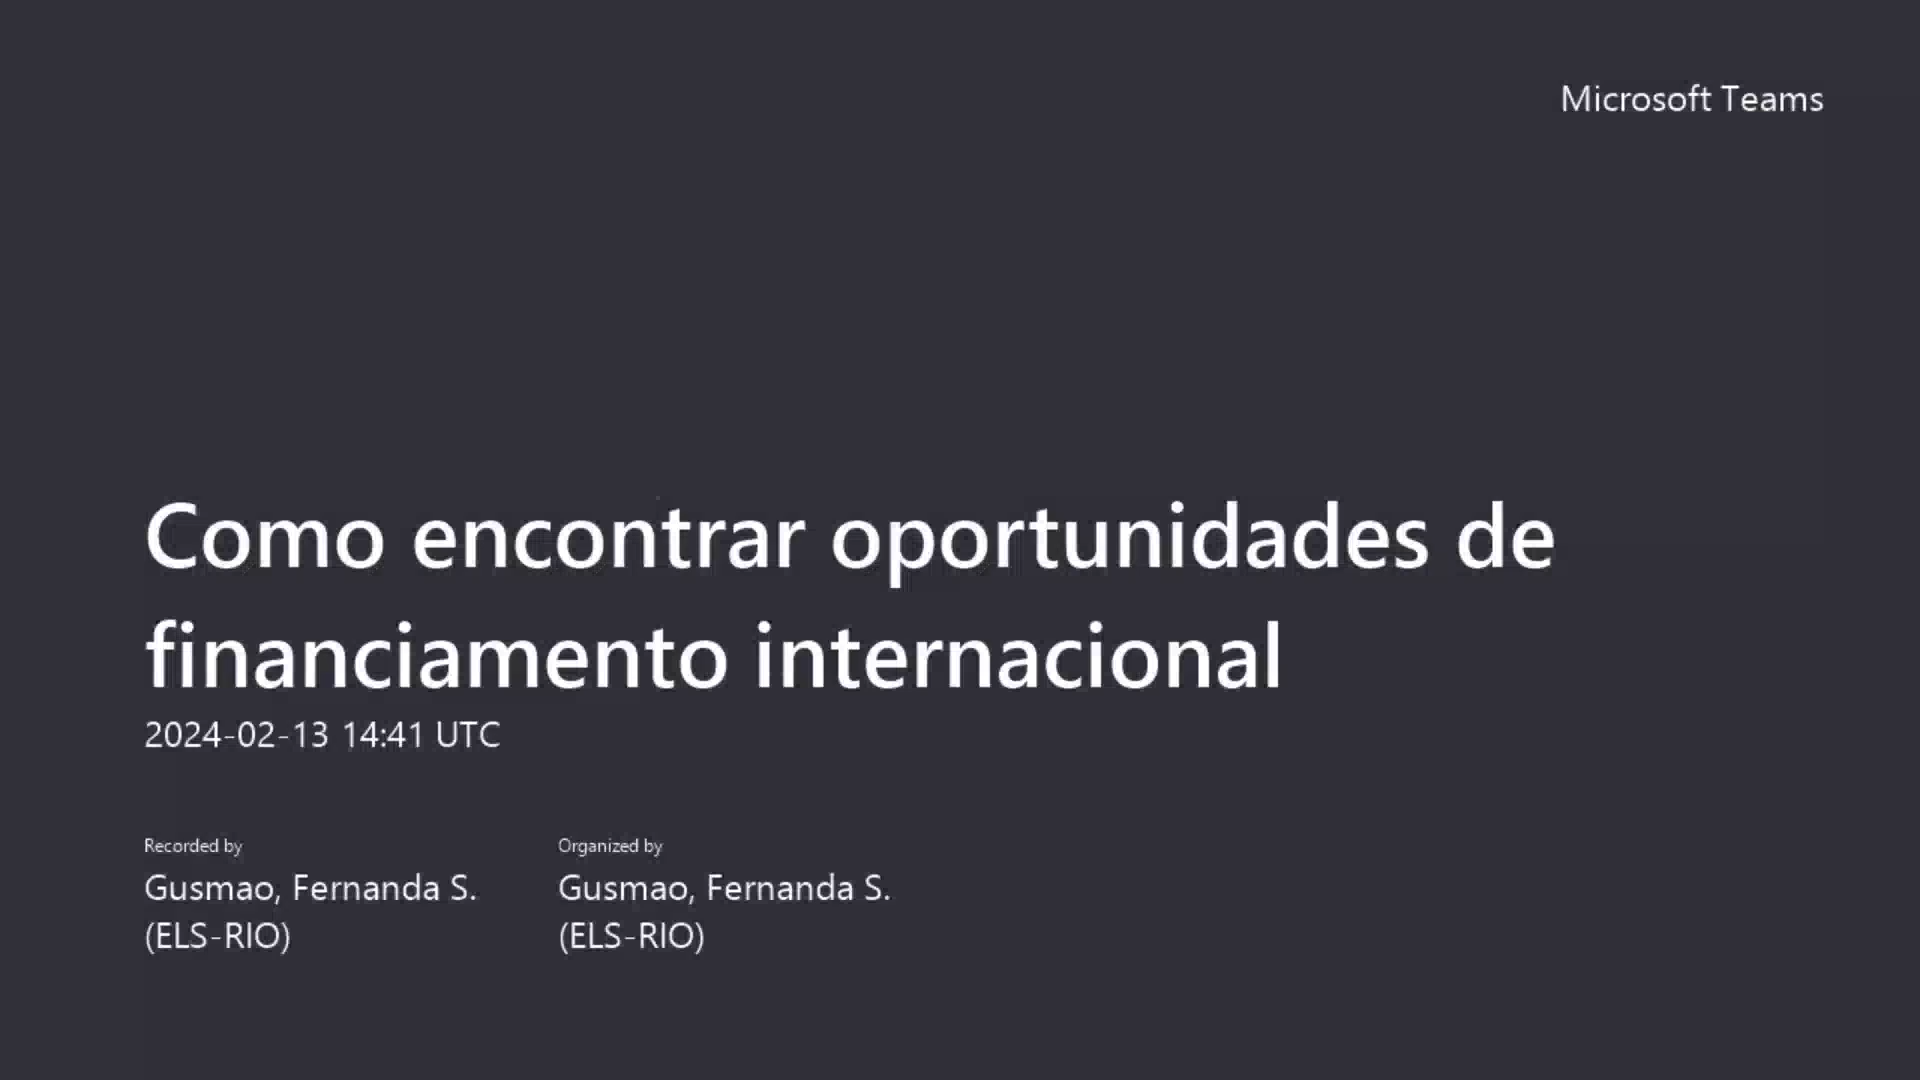 Microsoft Teams
Como encontrar oportunidades de
financiamento internacional
2024-02-13 14:41 UTC
Recorded by
Gusmao, Fernanda S.
(ELS-RIO)
Organized by
Gusmao, Fernanda S.
(ELS-RIO)